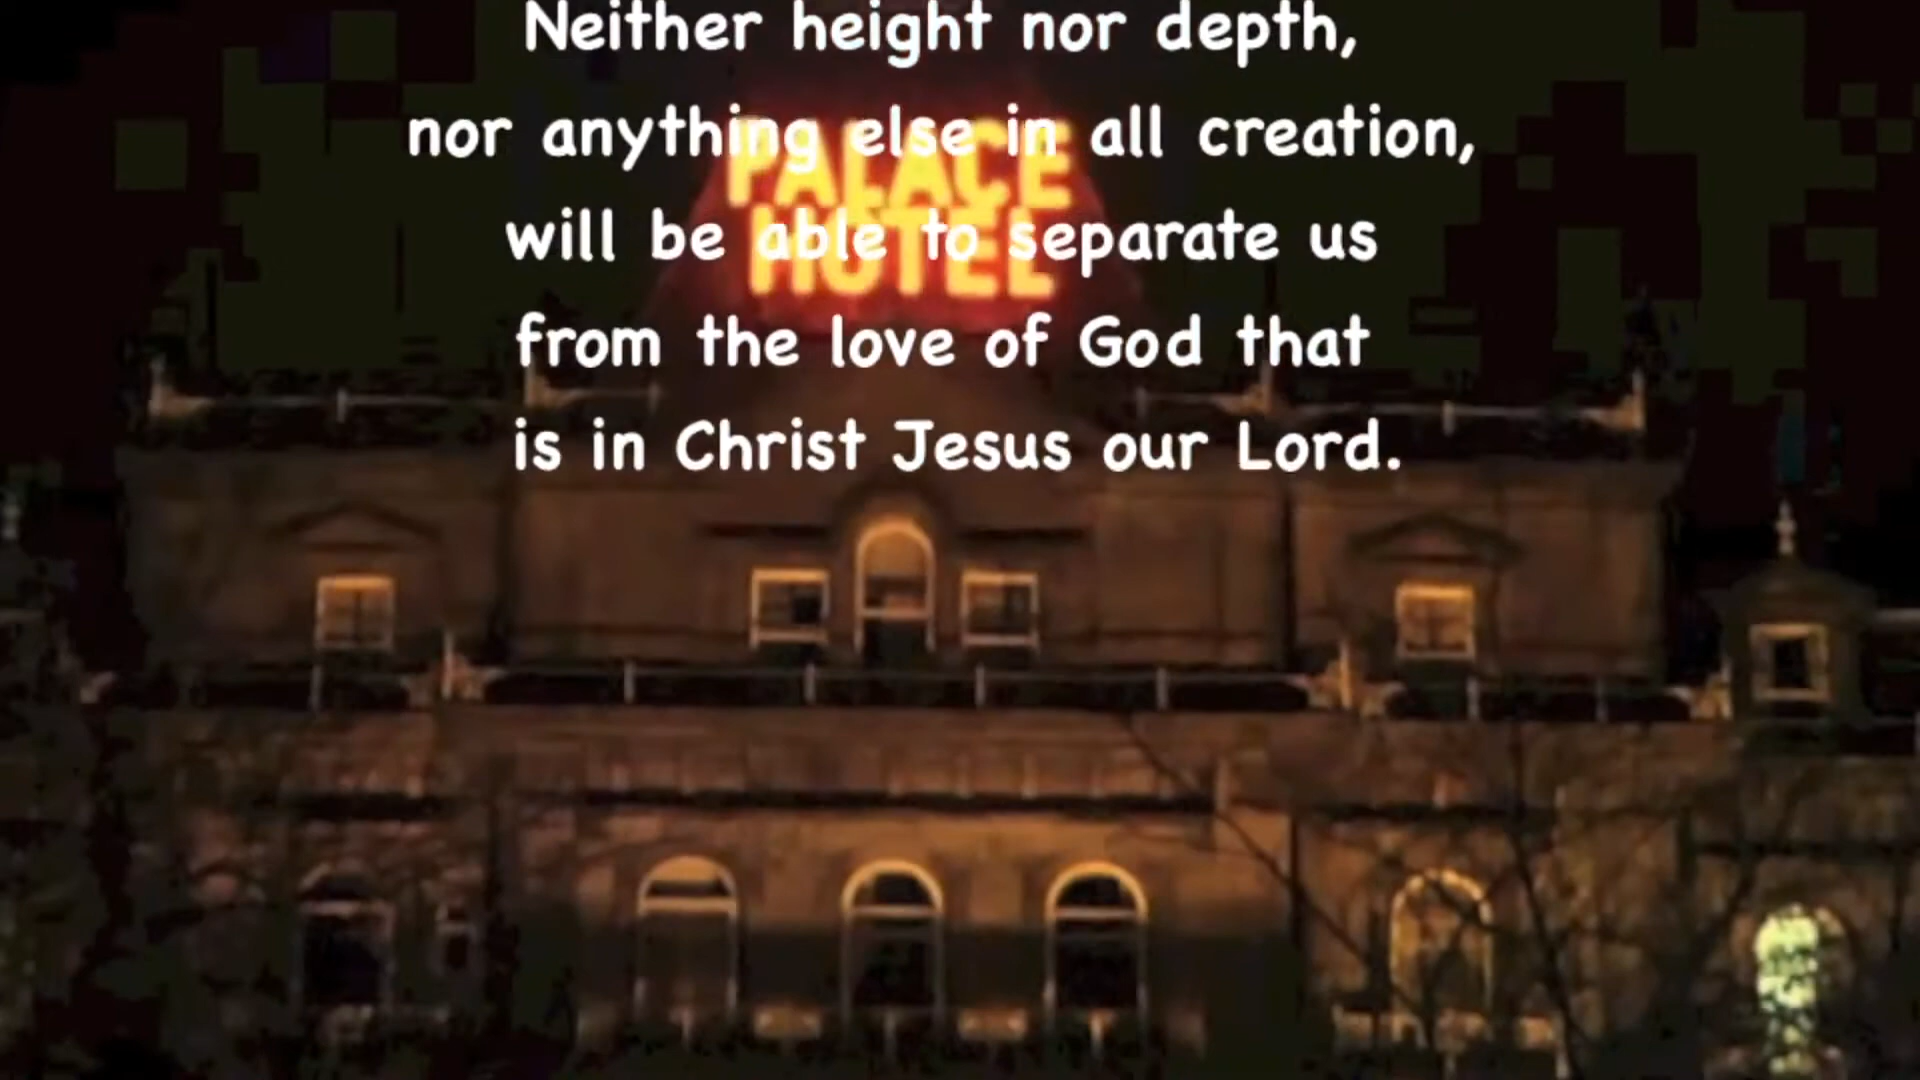 Neither height nor depth,
nor anything else in all creation,
PALACE
will be able to separate us
HOTEL
from the love of God that
is in Christ Jesus our Lord.